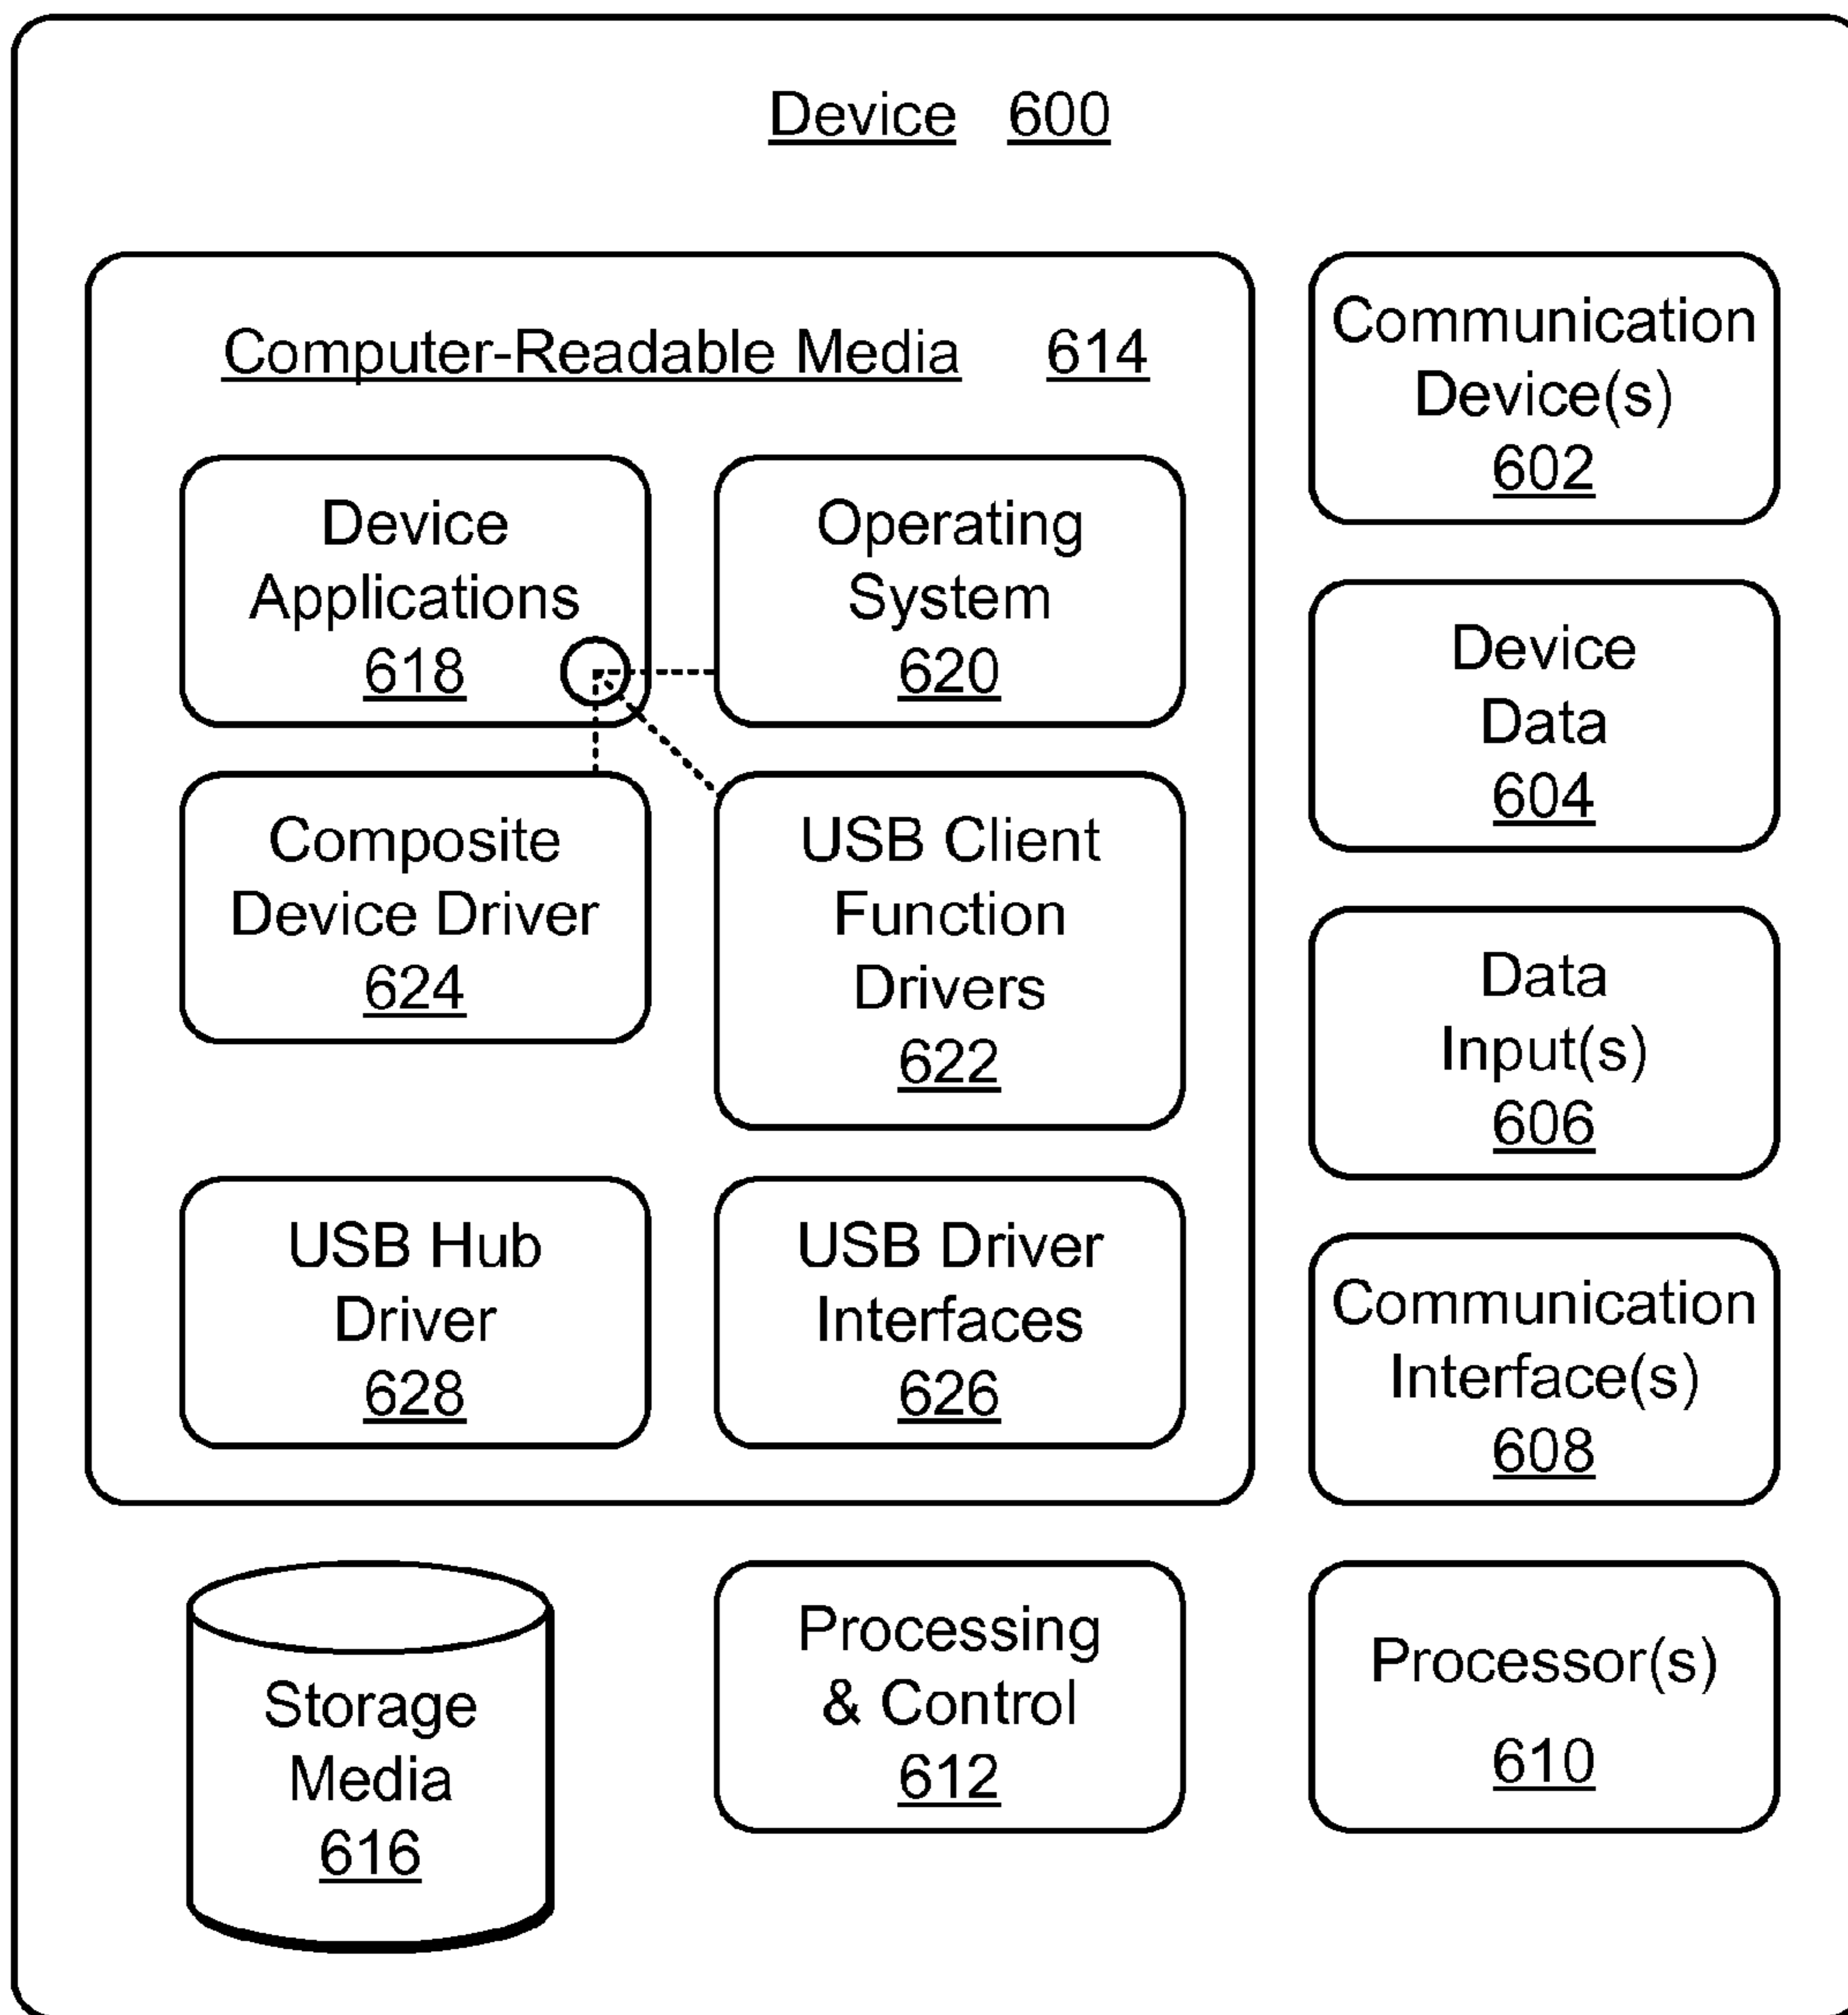 Device 600
Computer-Readable Media 614
Device
Applications
618
Operating
System
620
Composite
Device Driver
624
USB Client
Function
Drivers
622
USB Hub
Driver
628
USB Driver
Interfaces
626
Communication
Device(s)
602
Device
Data
604
Data
Input(s)
606
Communication
Interface(s)
608
Storage
Media
616
Processing
& Control
612
Processor(s)
610